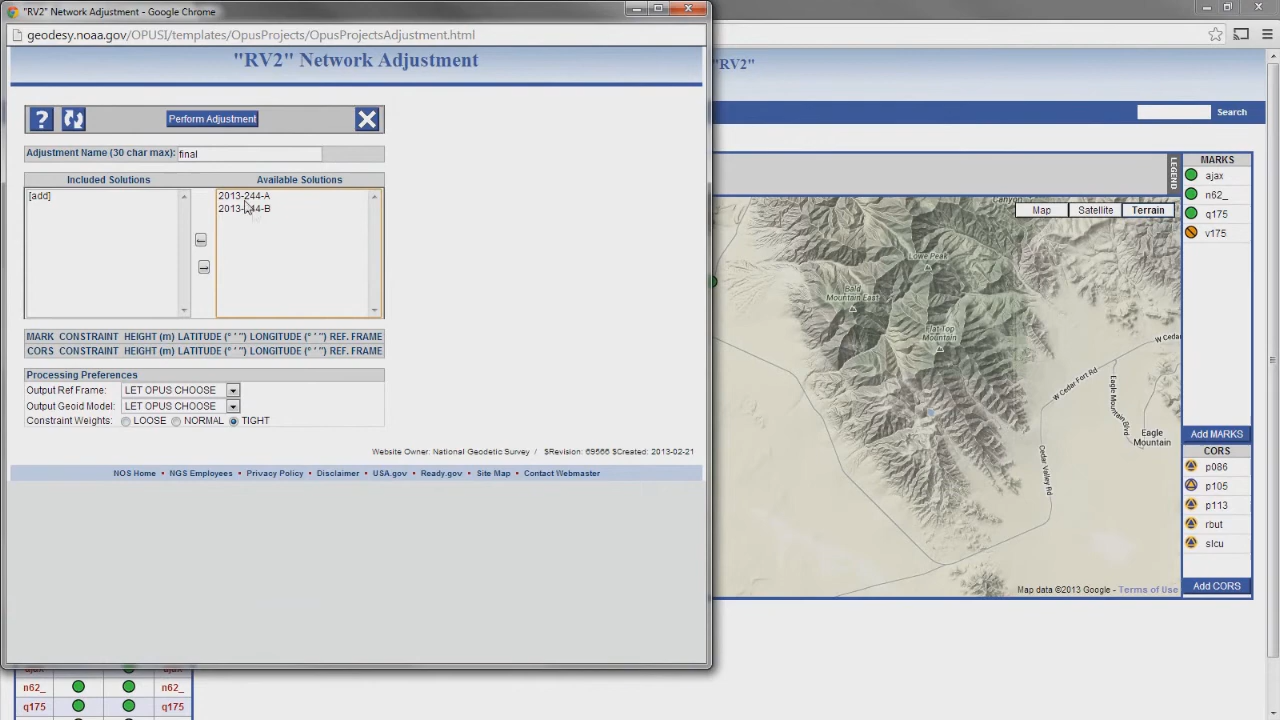 "RV2" Network Adjustment - Google Chrome
geodesy.noaa.gov/OPUSI/templates/OpusProjects/OpusProjectsAdjustment.html
"RV2" Network Adjustment
"RV2"
? Perform Adjustment X
Search
Adjustment Name (30 char max): final
Included Solutions Available Solutions
[add]
2013-244-A
2013-244-B
MARK CONSTRAINT HEIGHT (m) LATITUDE (° ' ") LONGITUDE (° ' ") REF. FRAME
CORS CONSTRAINT HEIGHT (m) LATITUDE (° ' ") LONGITUDE (° ' ") REF. FRAME
Processing Preferences
Output Ref Frame: LET OPUS CHOOSE
Output Geoid Model: LET OPUS CHOOSE
Constraint Weights: LOOSE NORMAL TIGHT
Website Owner: National Geodetic Survey / $Revision: 69566 $Created: 2013-02-21
NOS Home • NGS Employees • Privacy Policy • Disclaimer • USA.gov • Ready.gov • Site Map • Contact Webmaster
LEGEND
Map Satellite Terrain
Canyon
Lowe Peak
Bald
Mountain East
Flat Top
Mountain
W Cedar Fort Rd
W Cedar
Eagle Mountain Blvd
Eagle
Mountain
Cedar Valley Rd
Map data ©2013 Google - Terms of Use
MARKS
ajax
n62_
q175
v175
Add MARKS
CORS
p086
p105
p113
rbut
slcu
Add CORS
ajax ajax
n62_ n62_
q175 q175